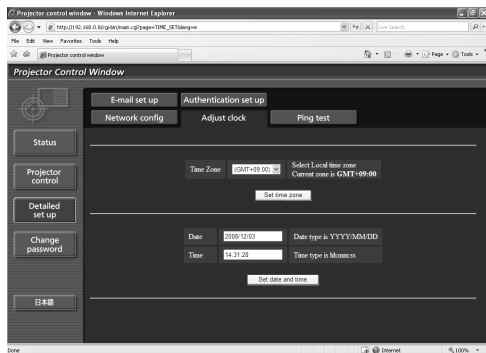 Projector control window - Windows Internet Explorer
http://192.168.0.8/cgi-bin/main.cgi?page=TIME_SET&lang=e
Live Search
File Edit View Favorites Tools Help
Projector control window
Page Tools
Projector Control Window
E-mail set up Authentication set up
Network config Adjust clock Ping test
Status
Projector control
Detailed set up
Change password
日本語
Time Zone (GMT+09:00) Select Local time zone
Current zone is GMT+09:00
Set time zone
Date 2008/12/03 Date type is YYYY/MM/DD
Time 14:31:28 Time type is hh:mm:ss
Set date and time
Done Internet 100%